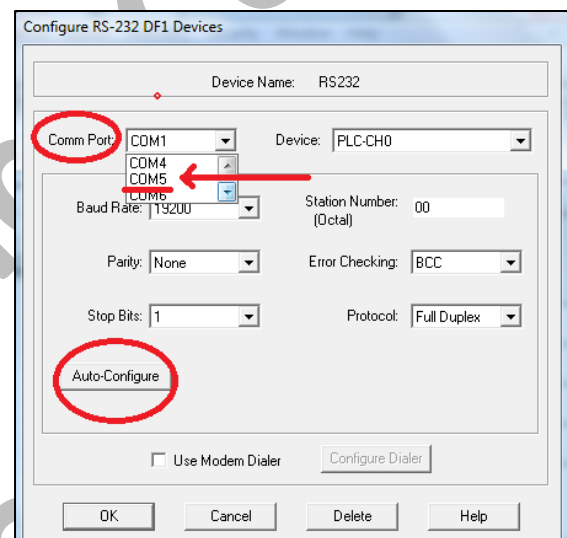 Configure RS-232 DF1 Devices
Device Name: RS232
Comm Port: COM1 Device: PLC-CH0
COM4
COM5
COM6
Baud Rate: 19200 Station Number: 00
(Octal)
Parity: None Error Checking: BCC
Stop Bits: 1 Protocol: Full Duplex
Auto-Configure
Use Modem Dialer Configure Dialer
OK Cancel Delete Help